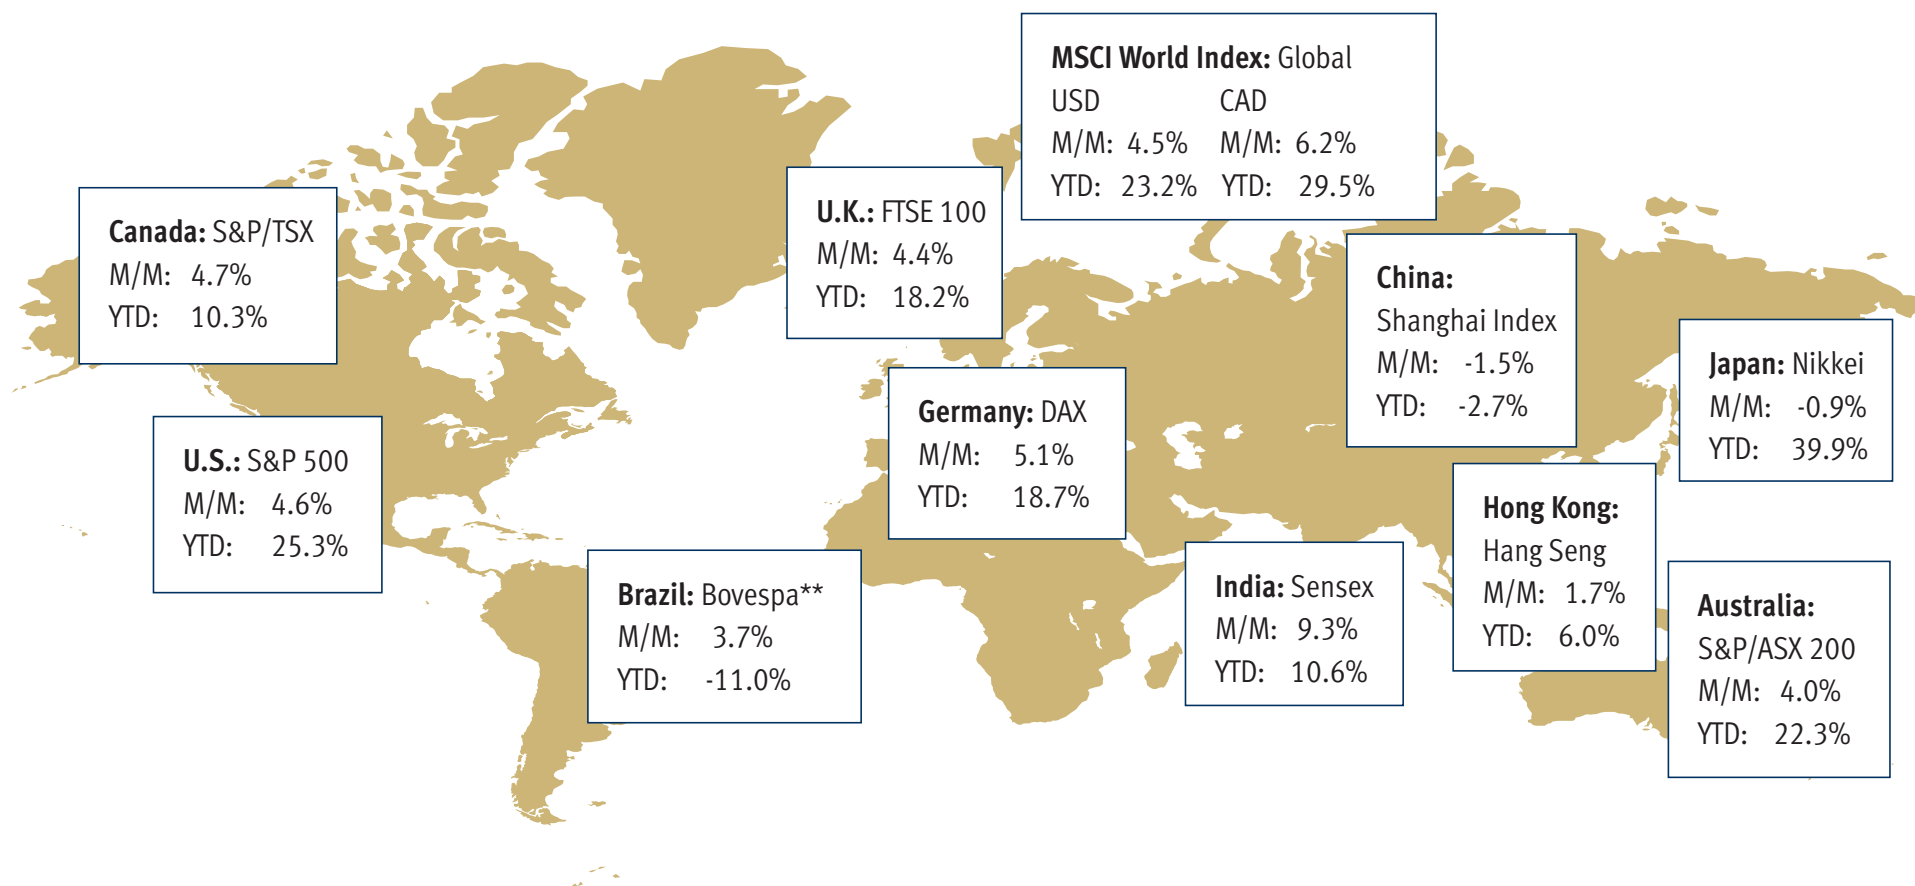 MSCI World Index: Global
USD CAD
M/M: 4.5% M/M: 6.2%
YTD: 23.2% YTD: 29.5%
Canada: S&P/TSX
M/M: 4.7%
YTD: 10.3%
U.K.: FTSE 100
M/M: 4.4%
YTD: 18.2%
China:
Shanghai Index
M/M: -1.5%
YTD: -2.7%
Japan: Nikkei
M/M: -0.9%
YTD: 39.9%
U.S.: S&P 500
M/M: 4.6%
YTD: 25.3%
Germany: DAX
M/M: 5.1%
YTD: 18.7%
Hong Kong:
Hang Seng
M/M: 1.7%
YTD: 6.0%
Brazil: Bovespa**
M/M: 3.7%
YTD: -11.0%
India: Sensex
M/M: 9.3%
YTD: 10.6%
Australia:
S&P/ASX 200
M/M: 4.0%
YTD: 22.3%